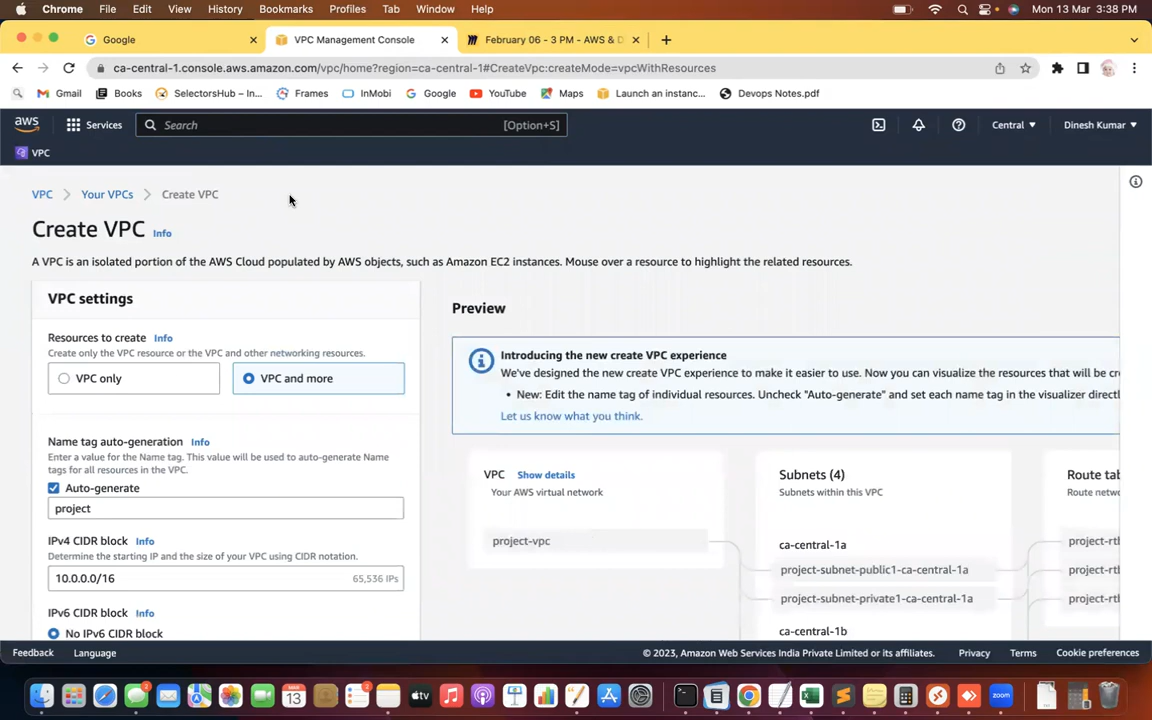 Chrome File Edit View History Bookmarks Profiles Tab Window Help Mon 13 Mar 3:38 PM
Google VPC Management Console February 06 - 3 PM - AWS & D
ca-central-1.console.aws.amazon.com/vpc/home?region=ca-central-1#CreateVpc:createMode=vpcWithResources
Gmail Books SelectorsHub – In... Frames InMobi Google YouTube Maps Launch an instanc... Devops Notes.pdf
aws Services Search [Option+S] Central Dinesh Kumar
VPC
VPC Your VPCs Create VPC
Create VPC Info
A VPC is an isolated portion of the AWS Cloud populated by AWS objects, such as Amazon EC2 instances. Mouse over a resource to highlight the related resources.
VPC settings
Resources to create Info
Create only the VPC resource or the VPC and other networking resources.
VPC only
VPC and more
Name tag auto-generation Info
Enter a value for the Name tag. This value will be used to auto-generate Name
tags for all resources in the VPC.
Auto-generate
project
IPv4 CIDR block Info
Determine the starting IP and the size of your VPC using CIDR notation.
10.0.0.0/16 65,536 IPs
IPv6 CIDR block Info
No IPv6 CIDR block
Preview
Introducing the new create VPC experience
We've designed the new create VPC experience to make it easier to use. Now you can visualize the resources that will be cr
• New: Edit the name tag of individual resources. Uncheck "Auto-generate" and set each name tag in the visualizer directl
Let us know what you think.
VPC Show details
Your AWS virtual network
project-vpc
Subnets (4)
Subnets within this VPC
ca-central-1a
project-subnet-public1-ca-central-1a
project-subnet-private1-ca-central-1a
ca-central-1b
Route tab
Route netwo
project-rtl
project-rtl
project-rtl
Feedback Language © 2023, Amazon Web Services India Private Limited or its affiliates. Privacy Terms Cookie preferences